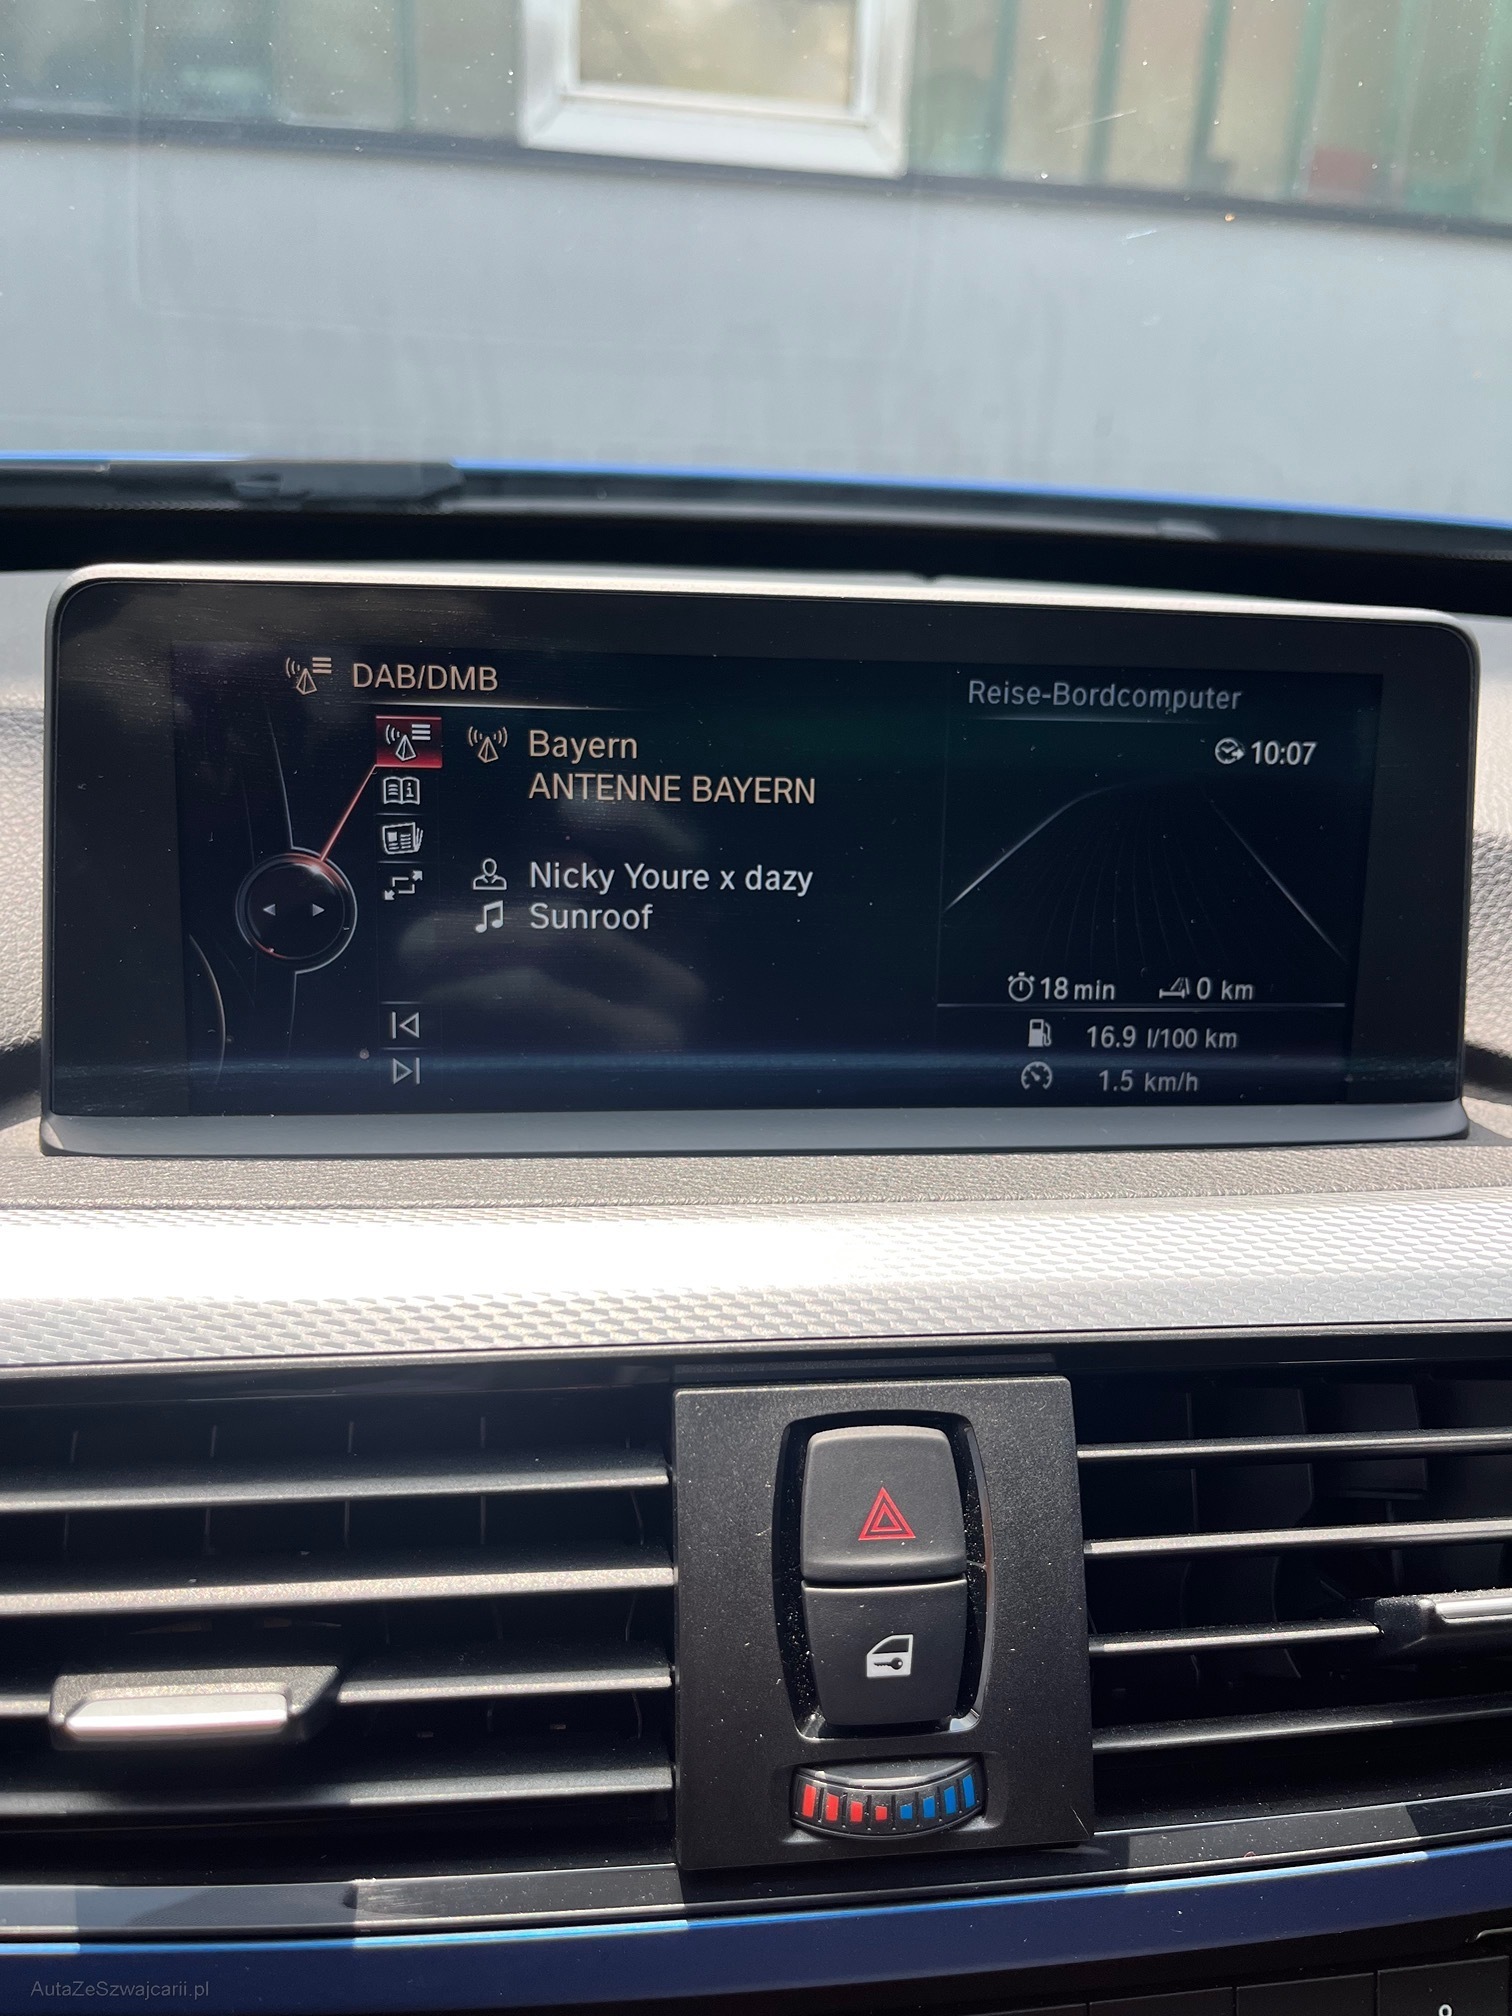 DAB/DMB
Bayern
ANTENNE BAYERN
Nicky Youre x dazy
Sunroof
Reise-Bordcomputer
10:07
18 min 0 km
16.9 l/100 km
1.5 km/h
AutaZeSzwajcarii.pl